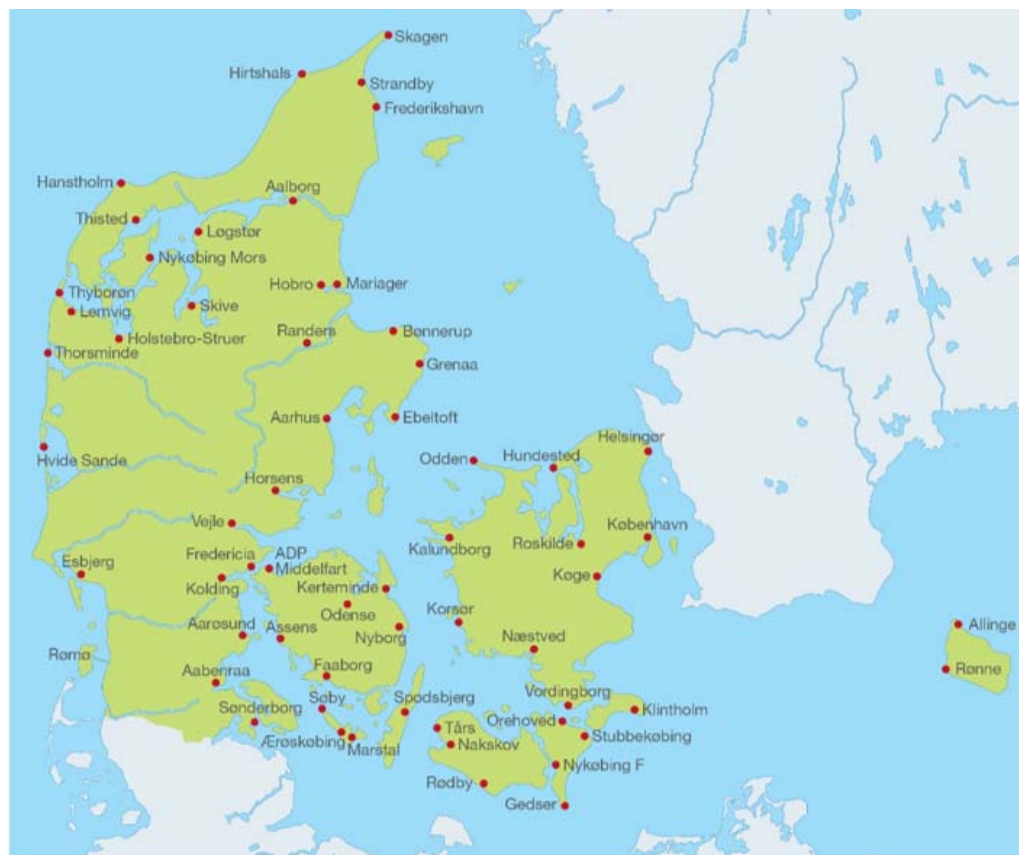 Skagen
Hirtshals
Strandby
Frederikshavn
Hanstholm
Aalborg
Thisted
Løgstør
Nykøbing Mors
Hobro
Mariager
Thyborøn
Lemvig
Skive
Holstebro-Struer
Randers
Bønnerup
Thorsminde
Grenaa
Aarhus
Ebeltoft
Helsingør
Hvide Sande
Odden
Hundested
Horsens
Vejle
København
Kalundborg
Roskilde
Fredericia
ADP
Esbjerg
Middelfart
Kolding
Kerteminde
Køge
Odense
Korsør
Aarøsund
Assens
Nyborg
Allinge
Næstved
Rømø
Faaborg
Aabenraa
Rønne
Søby
Spodsbjerg
Vordingborg
Klintholm
Sønderborg
Orehoved
Tårs
Ærøskøbing
Marstal
Stubbekøbing
Nakskov
Nykøbing F
Rødby
Gedser